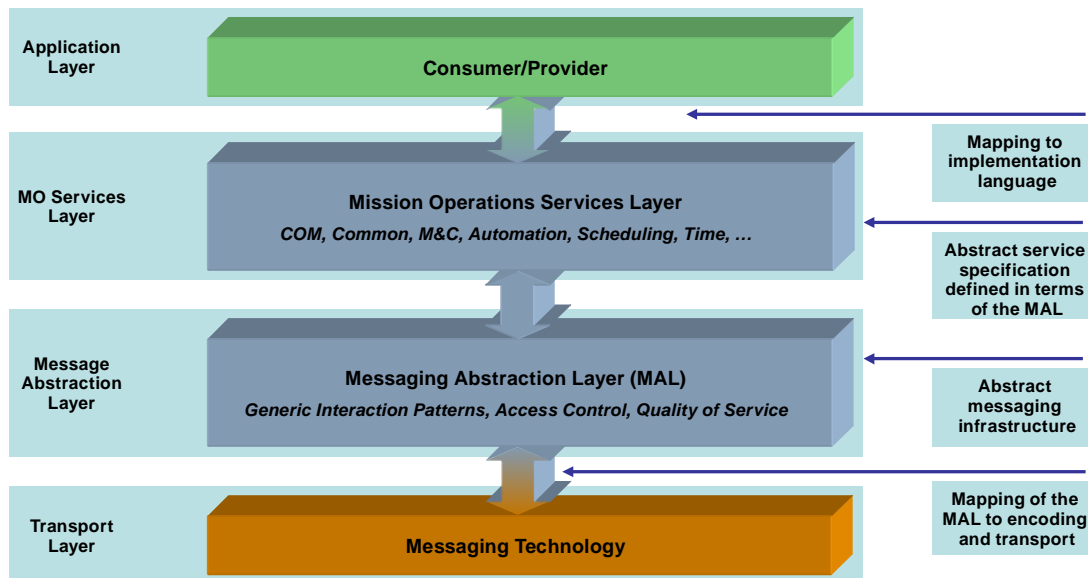 Application
Layer
Consumer/Provider
Mapping to
implementation
language
MO Services
Layer
Mission Operations Services Layer
COM, Common, M&C, Automation, Scheduling, Time, …
Abstract service
specification
defined in terms
of the MAL
Message
Abstraction
Layer
Messaging Abstraction Layer (MAL)
Generic Interaction Patterns, Access Control, Quality of Service
Abstract
messaging
infrastructure
Transport
Layer
Messaging Technology
Mapping of the
MAL to encoding
and transport